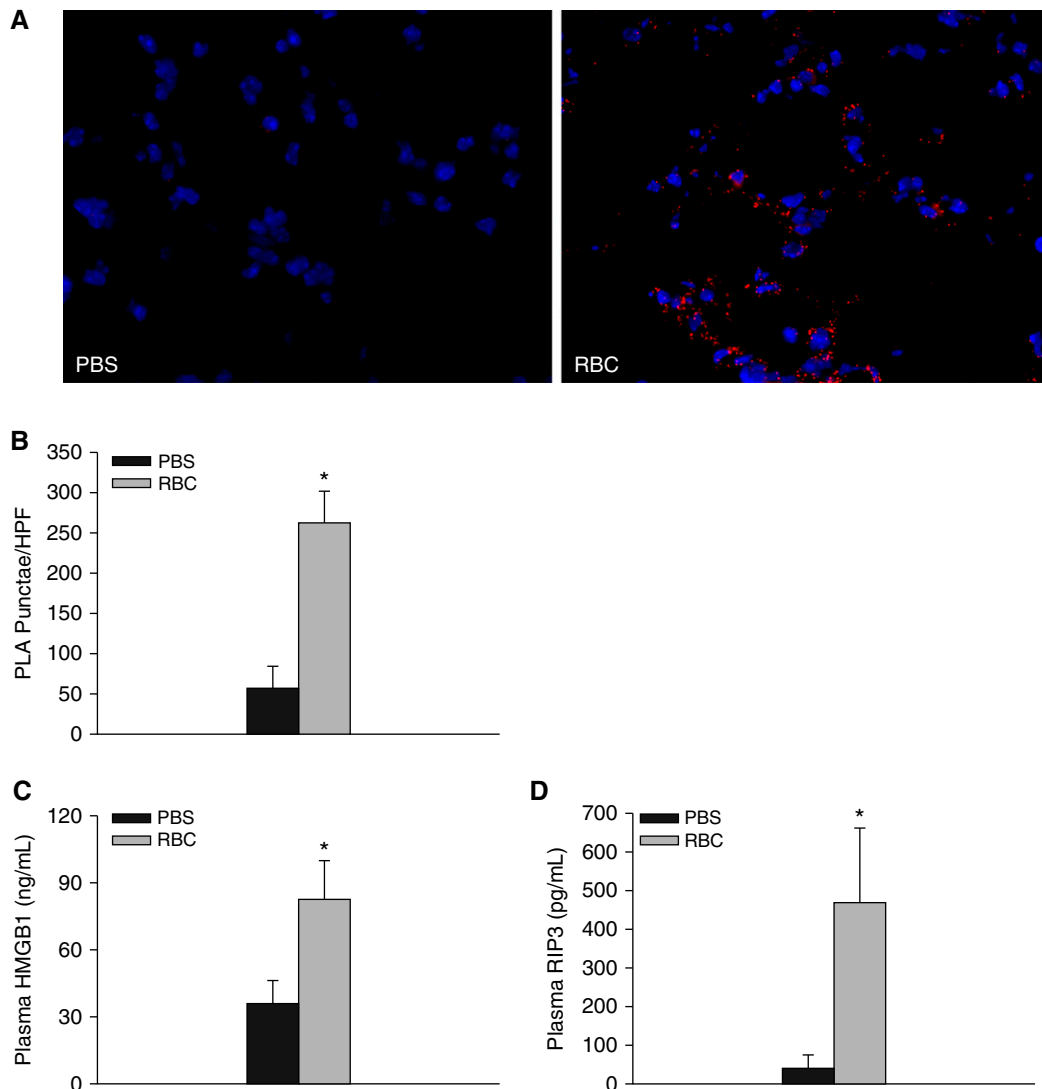 A
PBS
RBC
B
PLA Punctae/HPF
350
300
250
200
150
100
50
0
PBS
RBC
*
C
Plasma HMGB1 (ng/mL)
120
90
60
30
0
PBS
RBC
*
D
Plasma RIP3 (pg/mL)
700
600
500
400
300
200
100
0
PBS
RBC
*